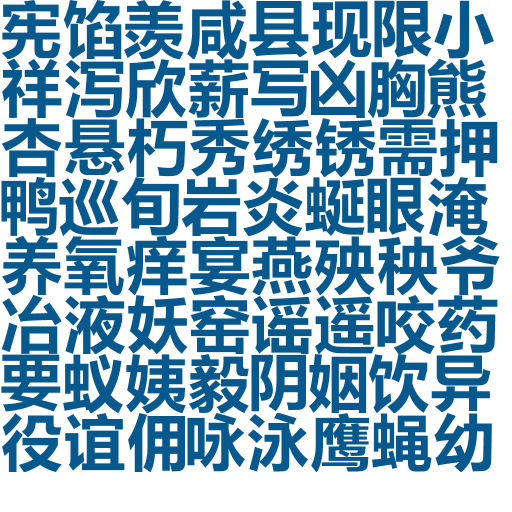 宪馅羡咸县现限小
祥泻欣薪写凶胸熊
杏悬朽秀绣锈需押
鸭巡旬岩炎蜒眼淹
养氧痒宴燕殃秧爷
冶液妖窑谣遥咬药
要蚁姨毅阴姻饮异
役谊佣咏泳鹰蝇幼